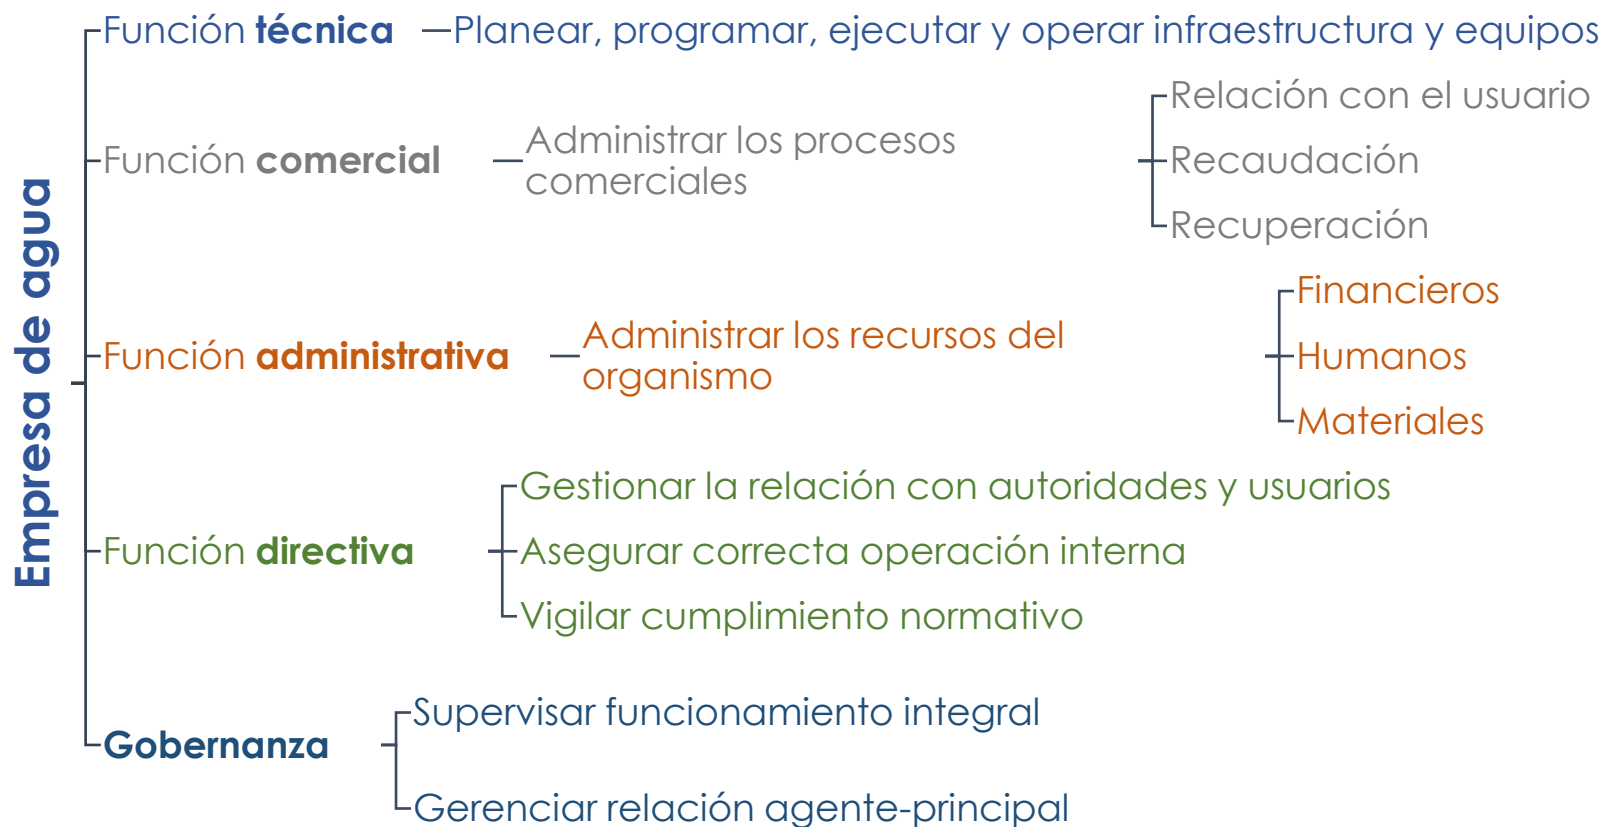 Empresa de agua
Función técnica
Planear, programar, ejecutar y operar infraestructura y equipos
Función comercial
Administrar los procesos
comerciales
Relación con el usuario
Recaudación
Recuperación
Función administrativa
Administrar los recursos del
organismo
Financieros
Humanos
Materiales
Función directiva
Gestionar la relación con autoridades y usuarios
Asegurar correcta operación interna
Vigilar cumplimiento normativo
Gobernanza
Supervisar funcionamiento integral
Gerenciar relación agente-principal